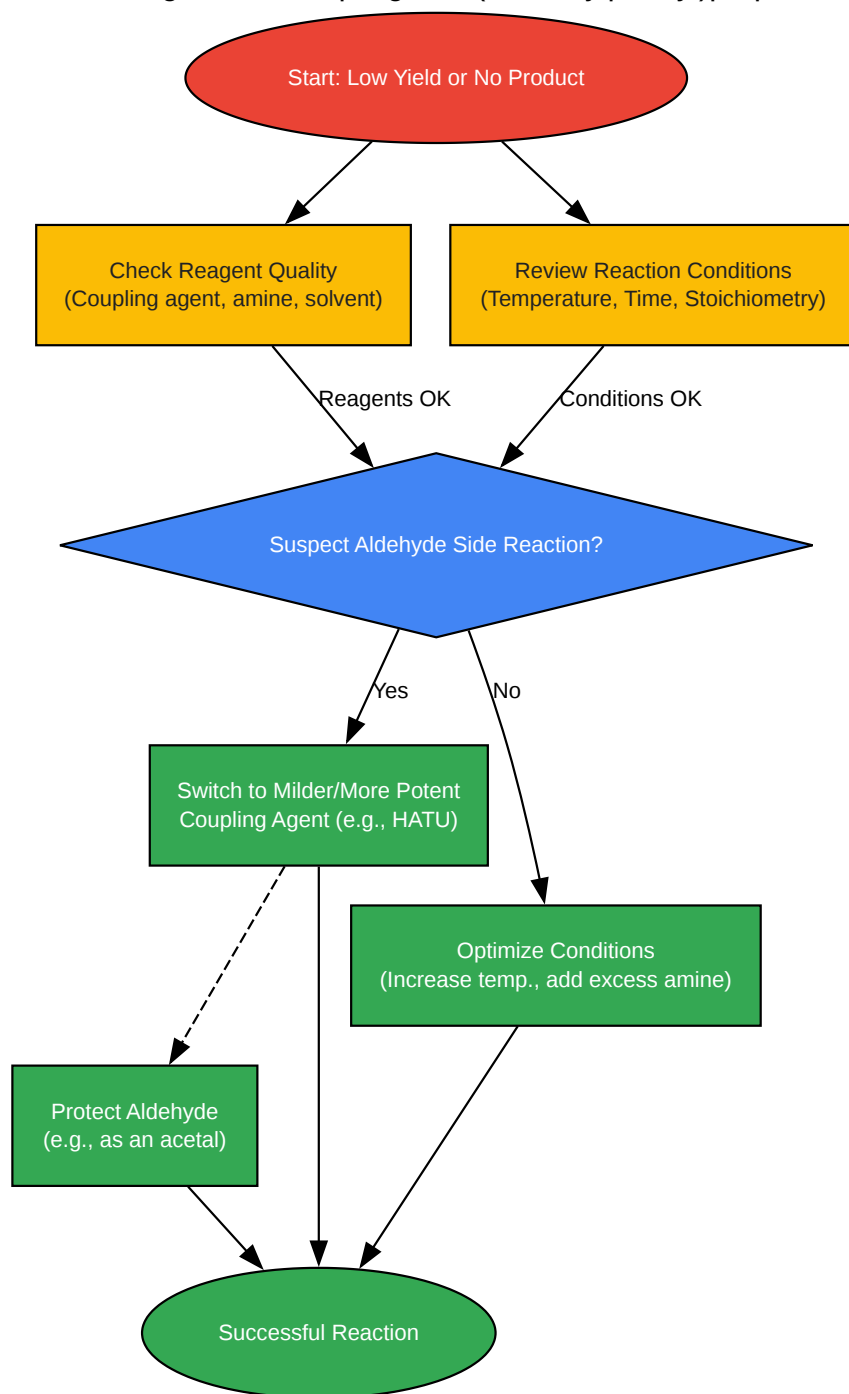 Start: Low Yield or No Product
Check Reagent Quality
(Coupling agent, amine, solvent)
Review Reaction Conditions
(Temperature, Time, Stoichiometry)
Reagents OK
Conditions OK
Suspect Aldehyde Side Reaction?
Yes
No
Switch to Milder/More Potent
Coupling Agent (e.g., HATU)
Optimize Conditions
(Increase temp., add excess amine)
Protect Aldehyde
(e.g., as an acetal)
Successful Reaction